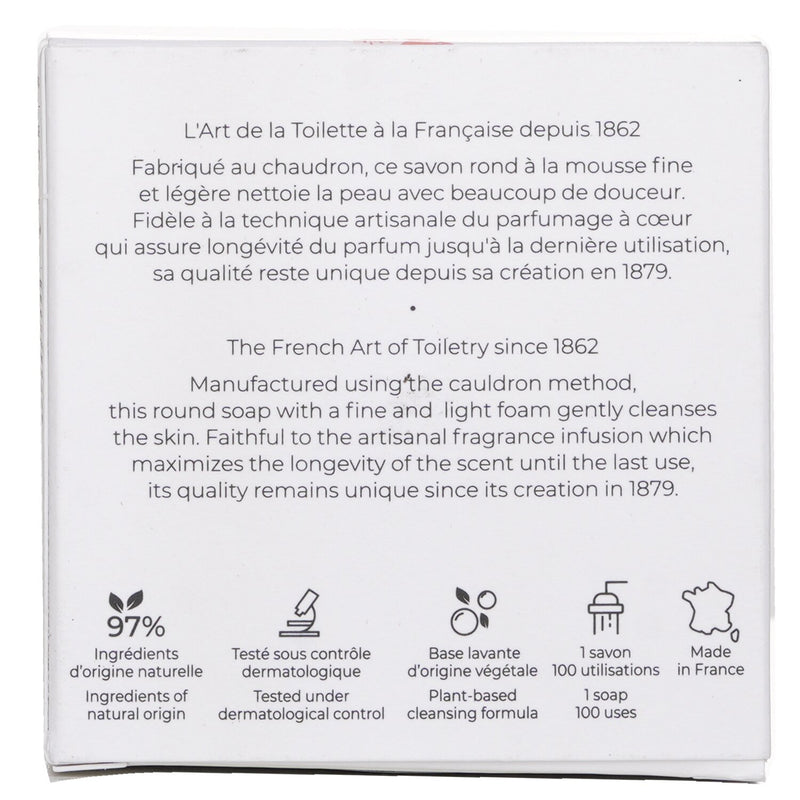 L'Art de la Toilette à la Française depuis 1862
Fabriqué au chaudron, ce savon rond à la mousse fine
et légère nettoie la peau avec beaucoup de douceur.
Fidèle à la technique artisanale du parfumage à cœur
qui assure longévité du parfum jusqu'à la dernière utilisation,
sa qualité reste unique depuis sa création en 1879.
•
The French Art of Toiletry since 1862
Manufactured using the cauldron method,
this round soap with a fine and light foam gently cleanses
the skin. Faithful to the artisanal fragrance infusion which
maximizes the longevity of the scent until the last use,
its quality remains unique since its creation in 1879.
97%
Ingrédients
d'origine naturelle
Ingredients of
natural origin
Testé sous contrôle
dermatologique
Tested under
dermatological control
Base lavante
d'origine végétale
Plant-based
cleansing formula
1 savon
100 utilisations
1 soap
100 uses
Made
in France